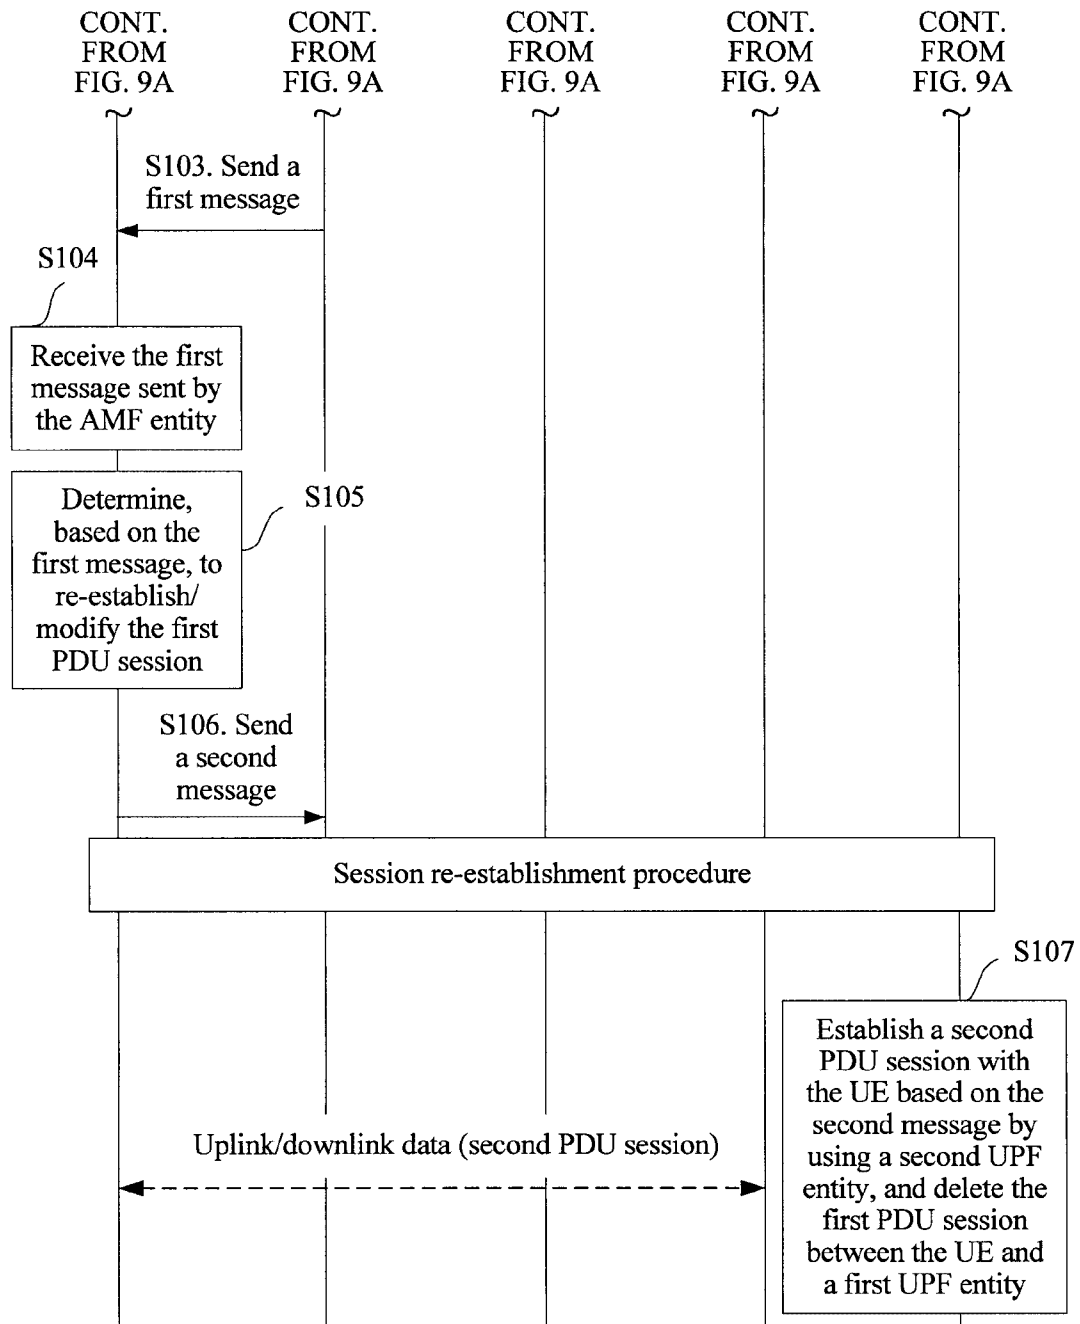 CONT. FROM FIG. 9A
CONT. FROM FIG. 9A
CONT. FROM FIG. 9A
CONT. FROM FIG. 9A
CONT. FROM FIG. 9A
S103. Send a
first message
S104
Receive the first
message sent by
the AMF entity
Determine,
based on the
first message, to
re-establish/
modify the first
PDU session
S105
S106. Send
a second
message
Session re-establishment procedure
S107
Establish a second
PDU session with
the UE based on the
second message by
using a second UPF
entity, and delete the
first PDU session
between the UE and
a first UPF entity
Uplink/downlink data (second PDU session)